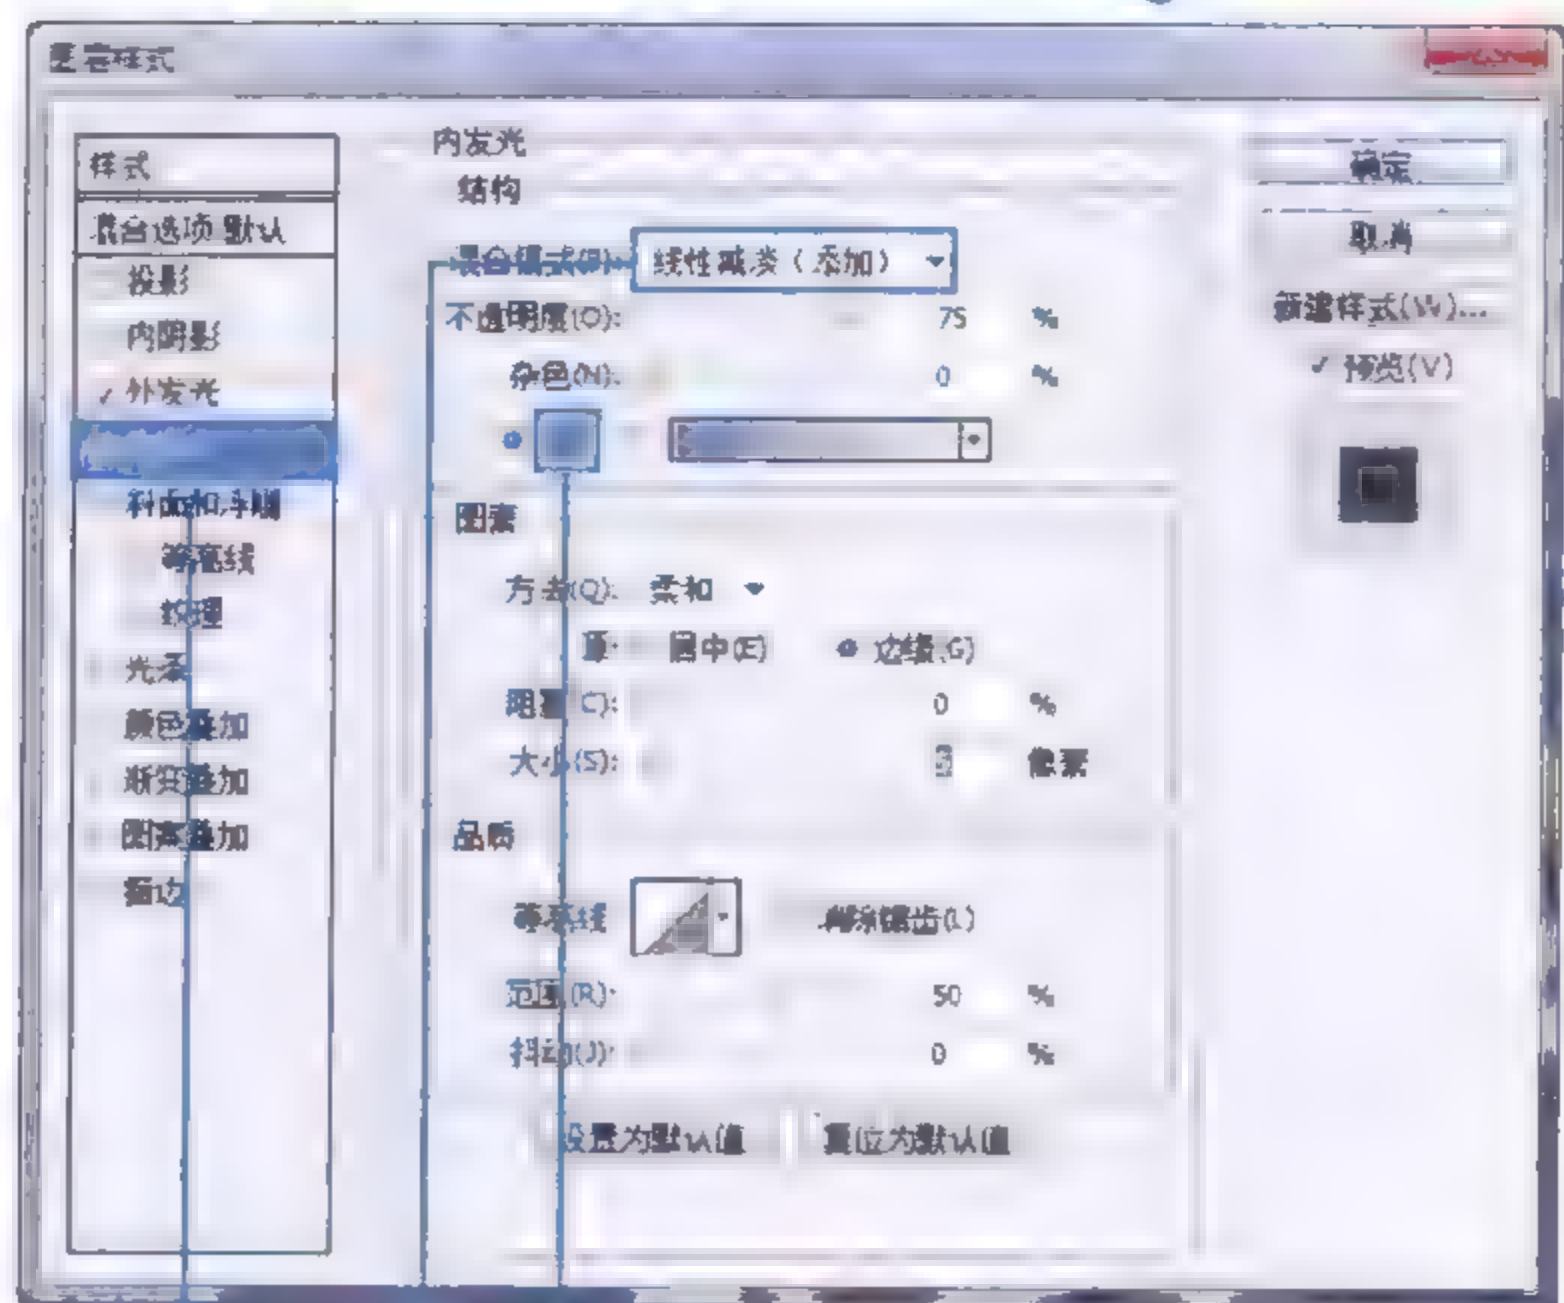 图层样式
样式
混合选项:默认
投影
内阴影
✓ 外发光
斜面和浮雕
等高线
纹理
光泽
颜色叠加
渐变叠加
图案叠加
描边
内发光
结构
混合模式(B): 线性减淡（添加）
不透明度(O): 75 %
杂色(N): 0 %
图素
方法(Q): 柔和
源: 居中(E) 边缘(G)
阻塞(C): 0 %
大小(S): 像素
品质
等高线 消除锯齿(L)
范围(R): 50 %
抖动(J): 0 %
设置为默认值 复位为默认值
确定
取消
新建样式(W)...
✓ 预览(V)